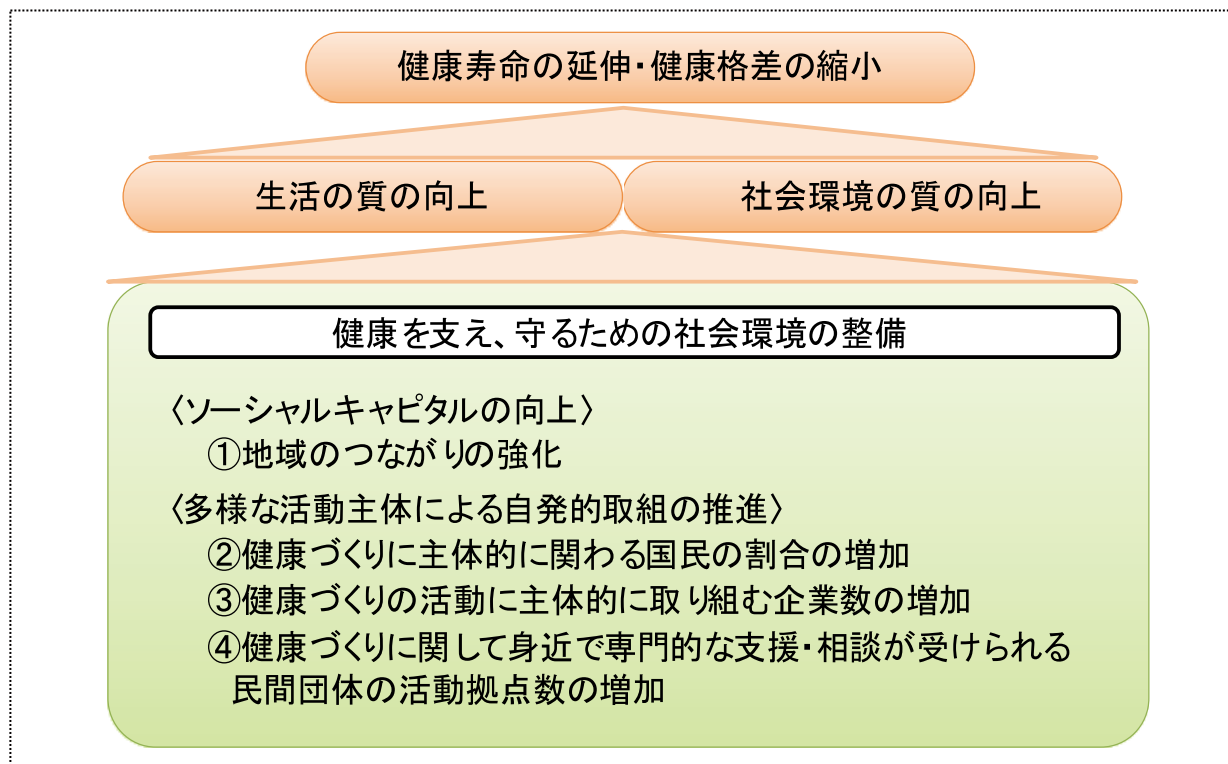 健康寿命の延伸・健康格差の縮小
生活の質の向上
社会環境の質の向上
健康を支え、守るための社会環境の整備
〈ソーシャルキャピタルの向上〉
①地域のつながりの強化
〈多様な活動主体による自発的取組の推進〉
②健康づくりに主体的に関わる国民の割合の増加
③健康づくりの活動に主体的に取り組む企業数の増加
④健康づくりに関して身近で専門的な支援・相談が受けられる
民間団体の活動拠点数の増加